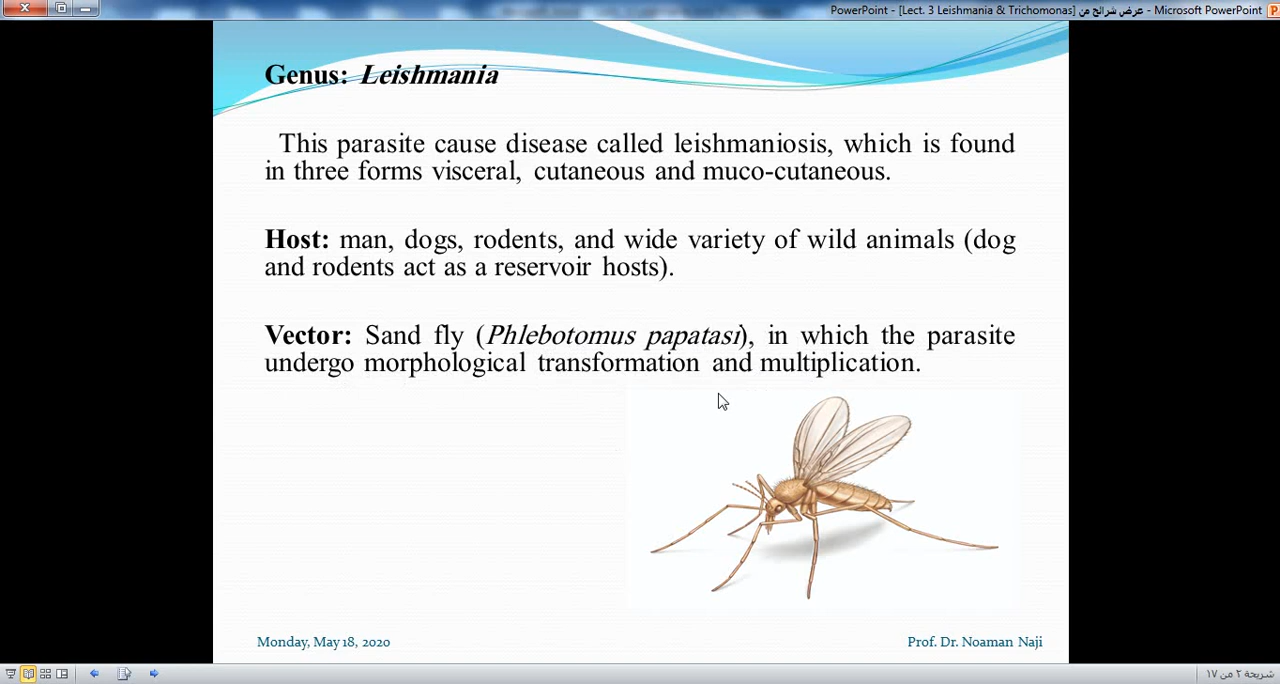 PowerPoint - [Lect. 3 Leishmania & Trichomonas] عرض شرائح من - Microsoft PowerPoint
Genus: Leishmania
This parasite cause disease called leishmaniosis, which is found
in three forms visceral, cutaneous and muco-cutaneous.
Host: man, dogs, rodents, and wide variety of wild animals (dog
and rodents act as a reservoir hosts).
Vector: Sand fly (Phlebotomus papatasi), in which the parasite
undergo morphological transformation and multiplication.
Monday, May 18, 2020
Prof. Dr. Noaman Naji
شريحة ٢ من ١٧